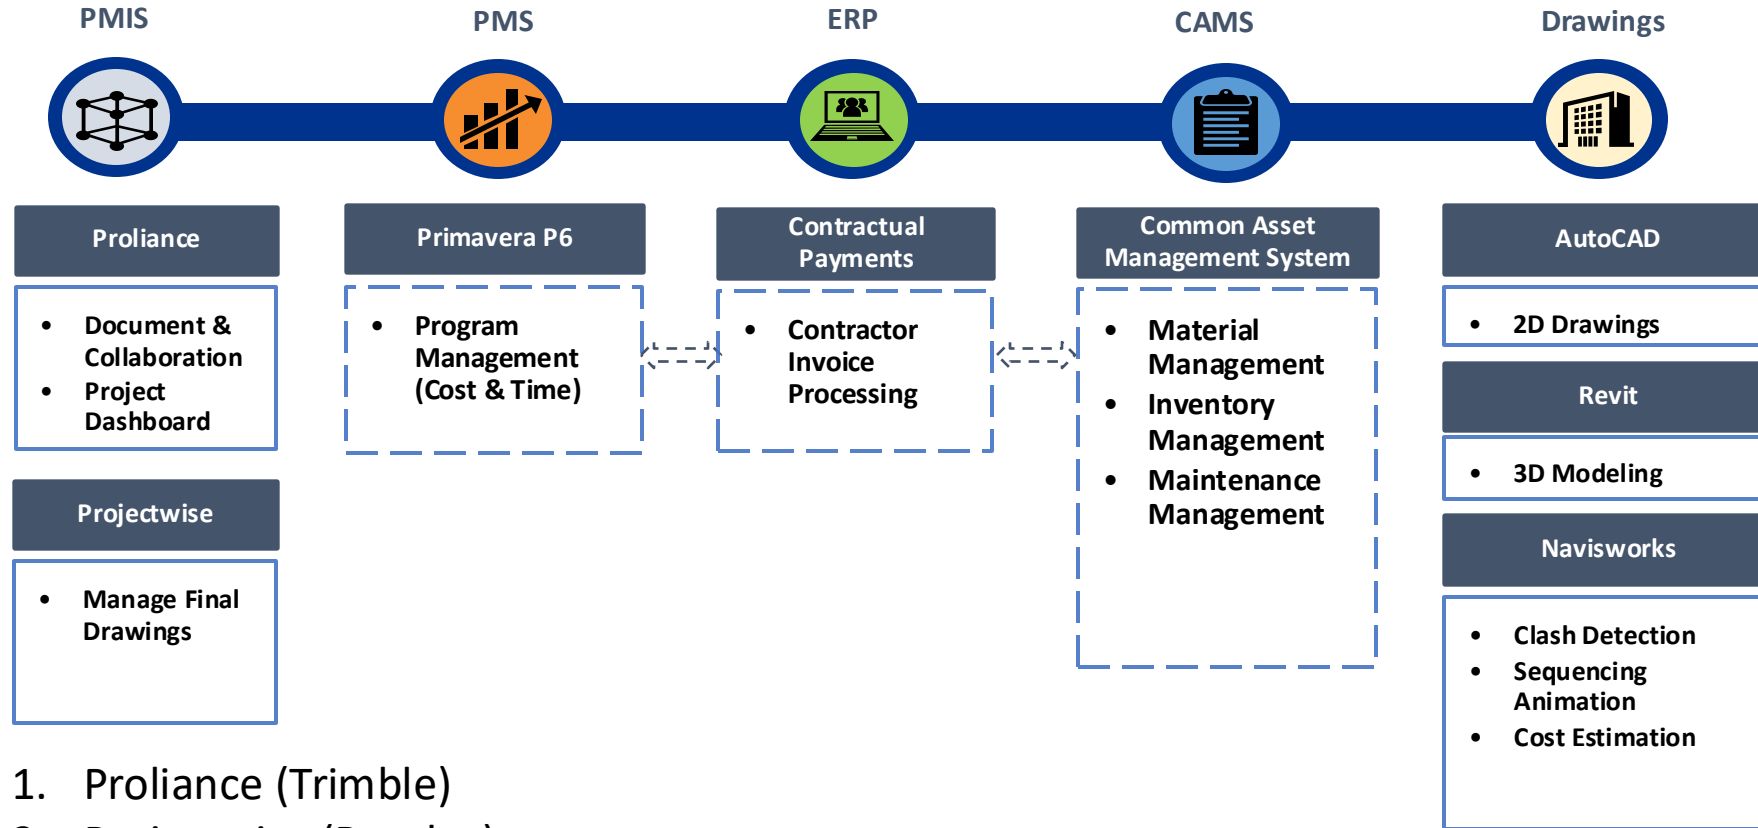 PMIS
PMS
ERP
CAMS
Drawings
Proliance
• Document &
Collaboration
• Project
Dashboard
Projectwise
• Manage Final
Drawings
Primavera P6
• Program
Management
(Cost & Time)
Contractual
Payments
• Contractor
Invoice
Processing
Common Asset
Management System
• Material
Management
• Inventory
Management
• Maintenance
Management
AutoCAD
• 2D Drawings
Revit
• 3D Modeling
Navisworks
• Clash Detection
• Sequencing
Animation
• Cost Estimation
1. Proliance (Trimble)